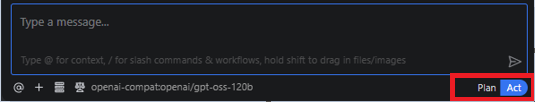 Type a message...
Type @ for context, / for slash commands & workflows, hold shift to drag in files/images
@ + openai-compat:openai/gpt-oss-120b Plan Act